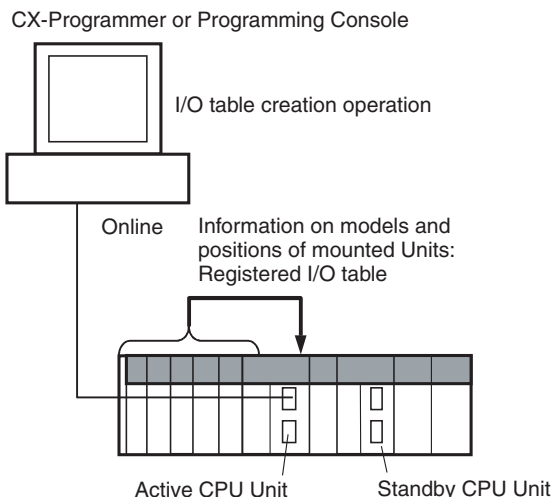 CX-Programmer or Programming Console
I/O table creation operation
Online
Information on models and
positions of mounted Units:
Registered I/O table
Active CPU Unit
Standby CPU Unit